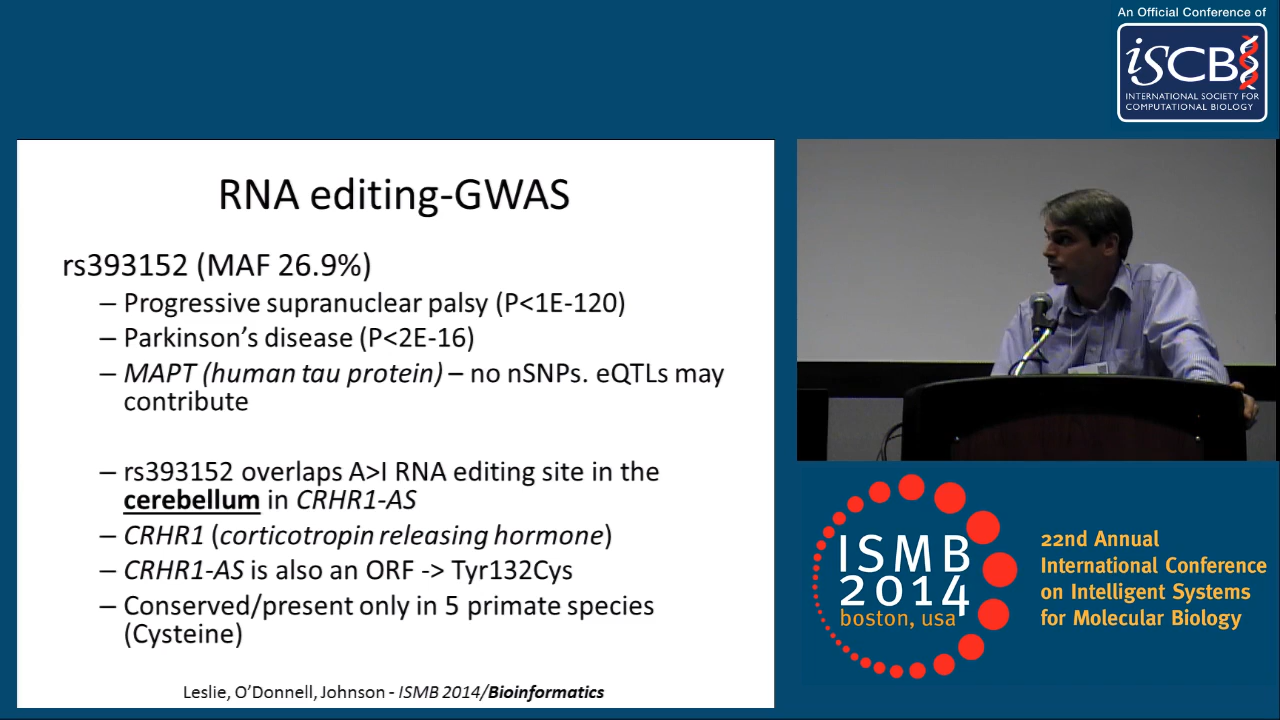 An Official Conference of
iSCB
INTERNATIONAL SOCIETY FOR
COMPUTATIONAL BIOLOGY
RNA editing-GWAS
rs393152 (MAF 26.9%)
– Progressive supranuclear palsy (P<1E-120)
– Parkinson’s disease (P<2E-16)
– MAPT (human tau protein) – no nSNPs. eQTLs may
contribute
– rs393152 overlaps A>I RNA editing site in the
cerebellum in CRHR1-AS
– CRHR1 (corticotropin releasing hormone)
– CRHR1-AS is also an ORF -> Tyr132Cys
– Conserved/present only in 5 primate species
(Cysteine)
Leslie, O’Donnell, Johnson - ISMB 2014/Bioinformatics
ISMB
2014
boston, usa
22nd Annual
International Conference
on Intelligent Systems
for Molecular Biology